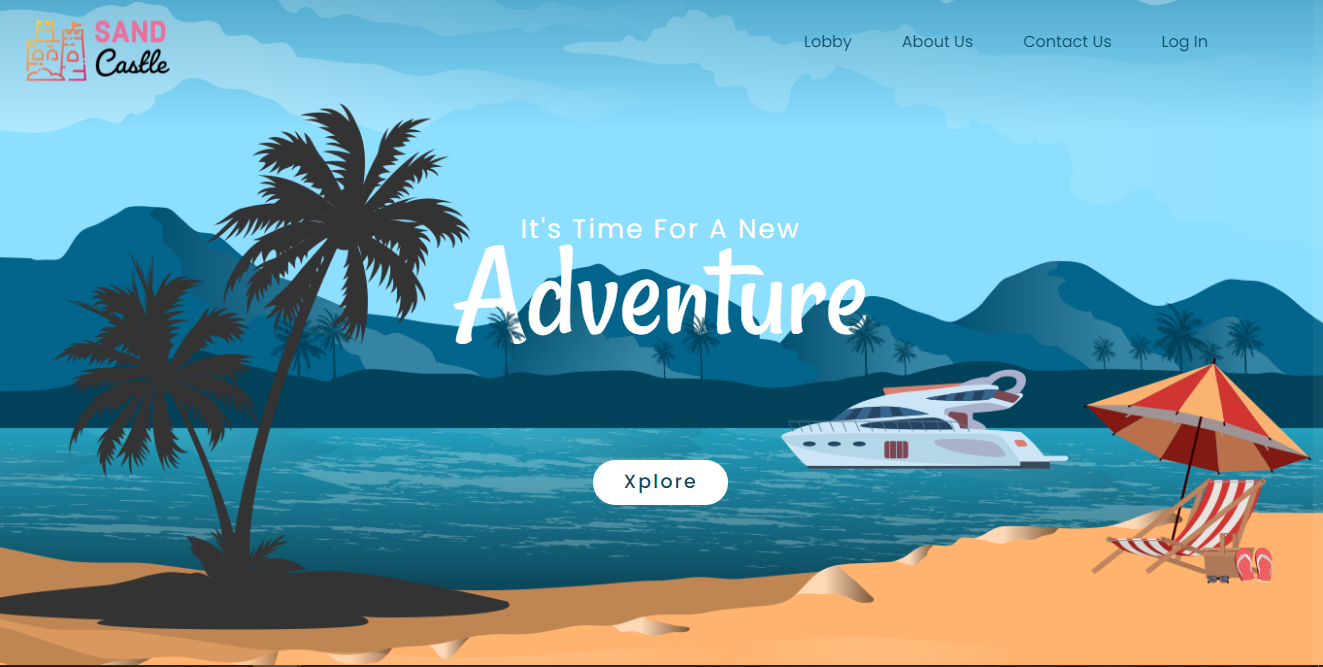 SAND
Castle
Lobby About Us Contact Us Log In
It's Time For A New
Adventure
Xplore